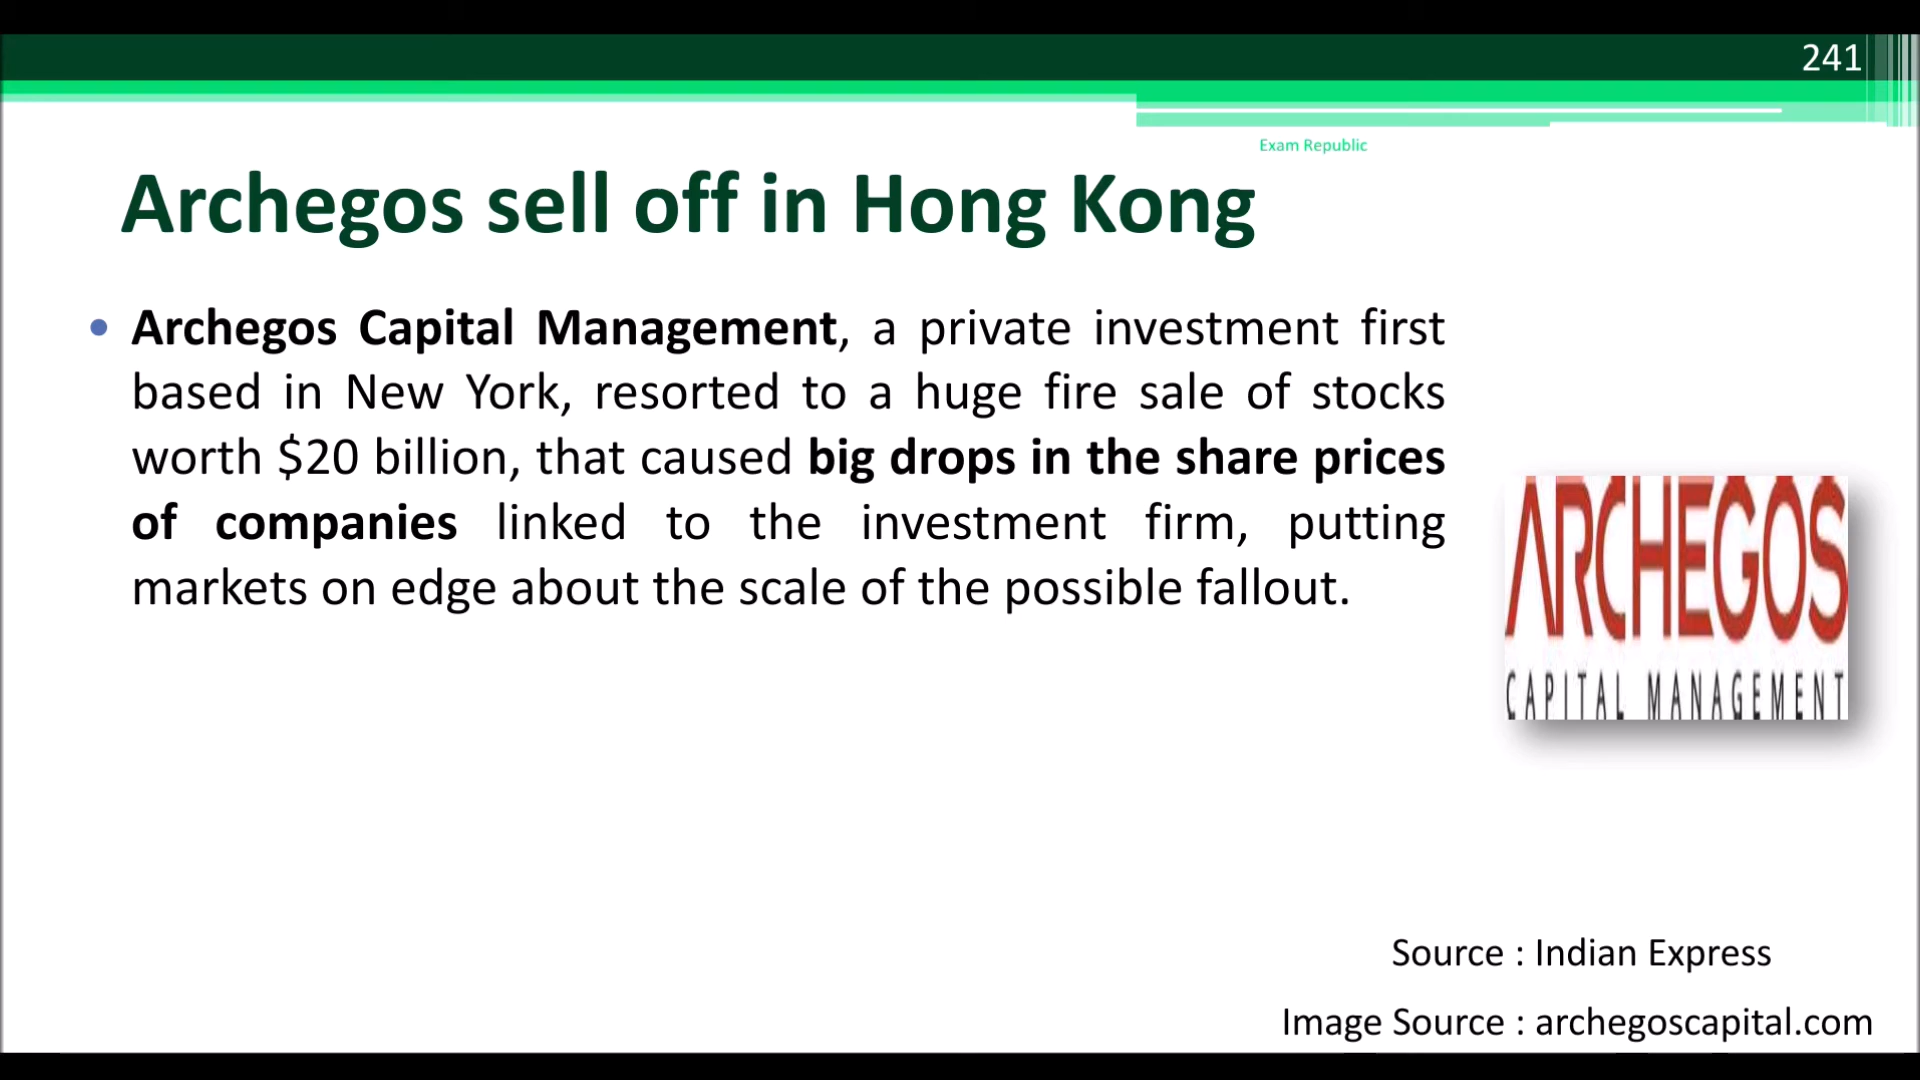 241
Exam Republic
Archegos sell off in Hong Kong
• Archegos Capital Management, a private investment first
based in New York, resorted to a huge fire sale of stocks
worth $20 billion, that caused big drops in the share prices
of companies linked to the investment firm, putting
markets on edge about the scale of the possible fallout.
ARCHEGOS
CAPITAL MANAGEMENT
Source : Indian Express
Image Source : archegoscapital.com